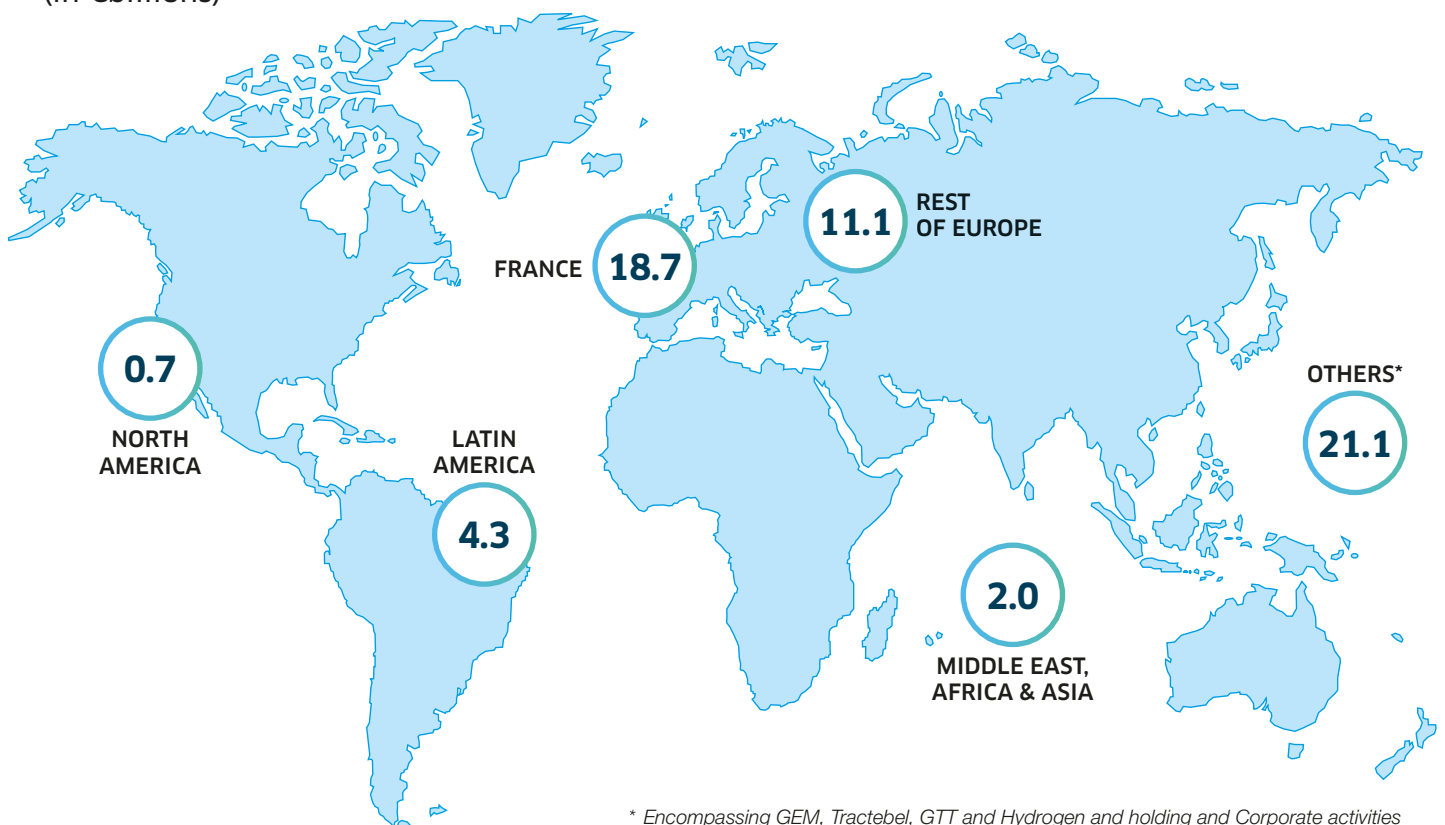 REST
OF EUROPE
11.1
FRANCE
18.7
0.7
NORTH
AMERICA
LATIN
AMERICA
4.3
OTHERS*
21.1
2.0
MIDDLE EAST,
AFRICA & ASIA
* Encompassing GEM, Tractebel, GTT and Hydrogen and holding and Corporate activities